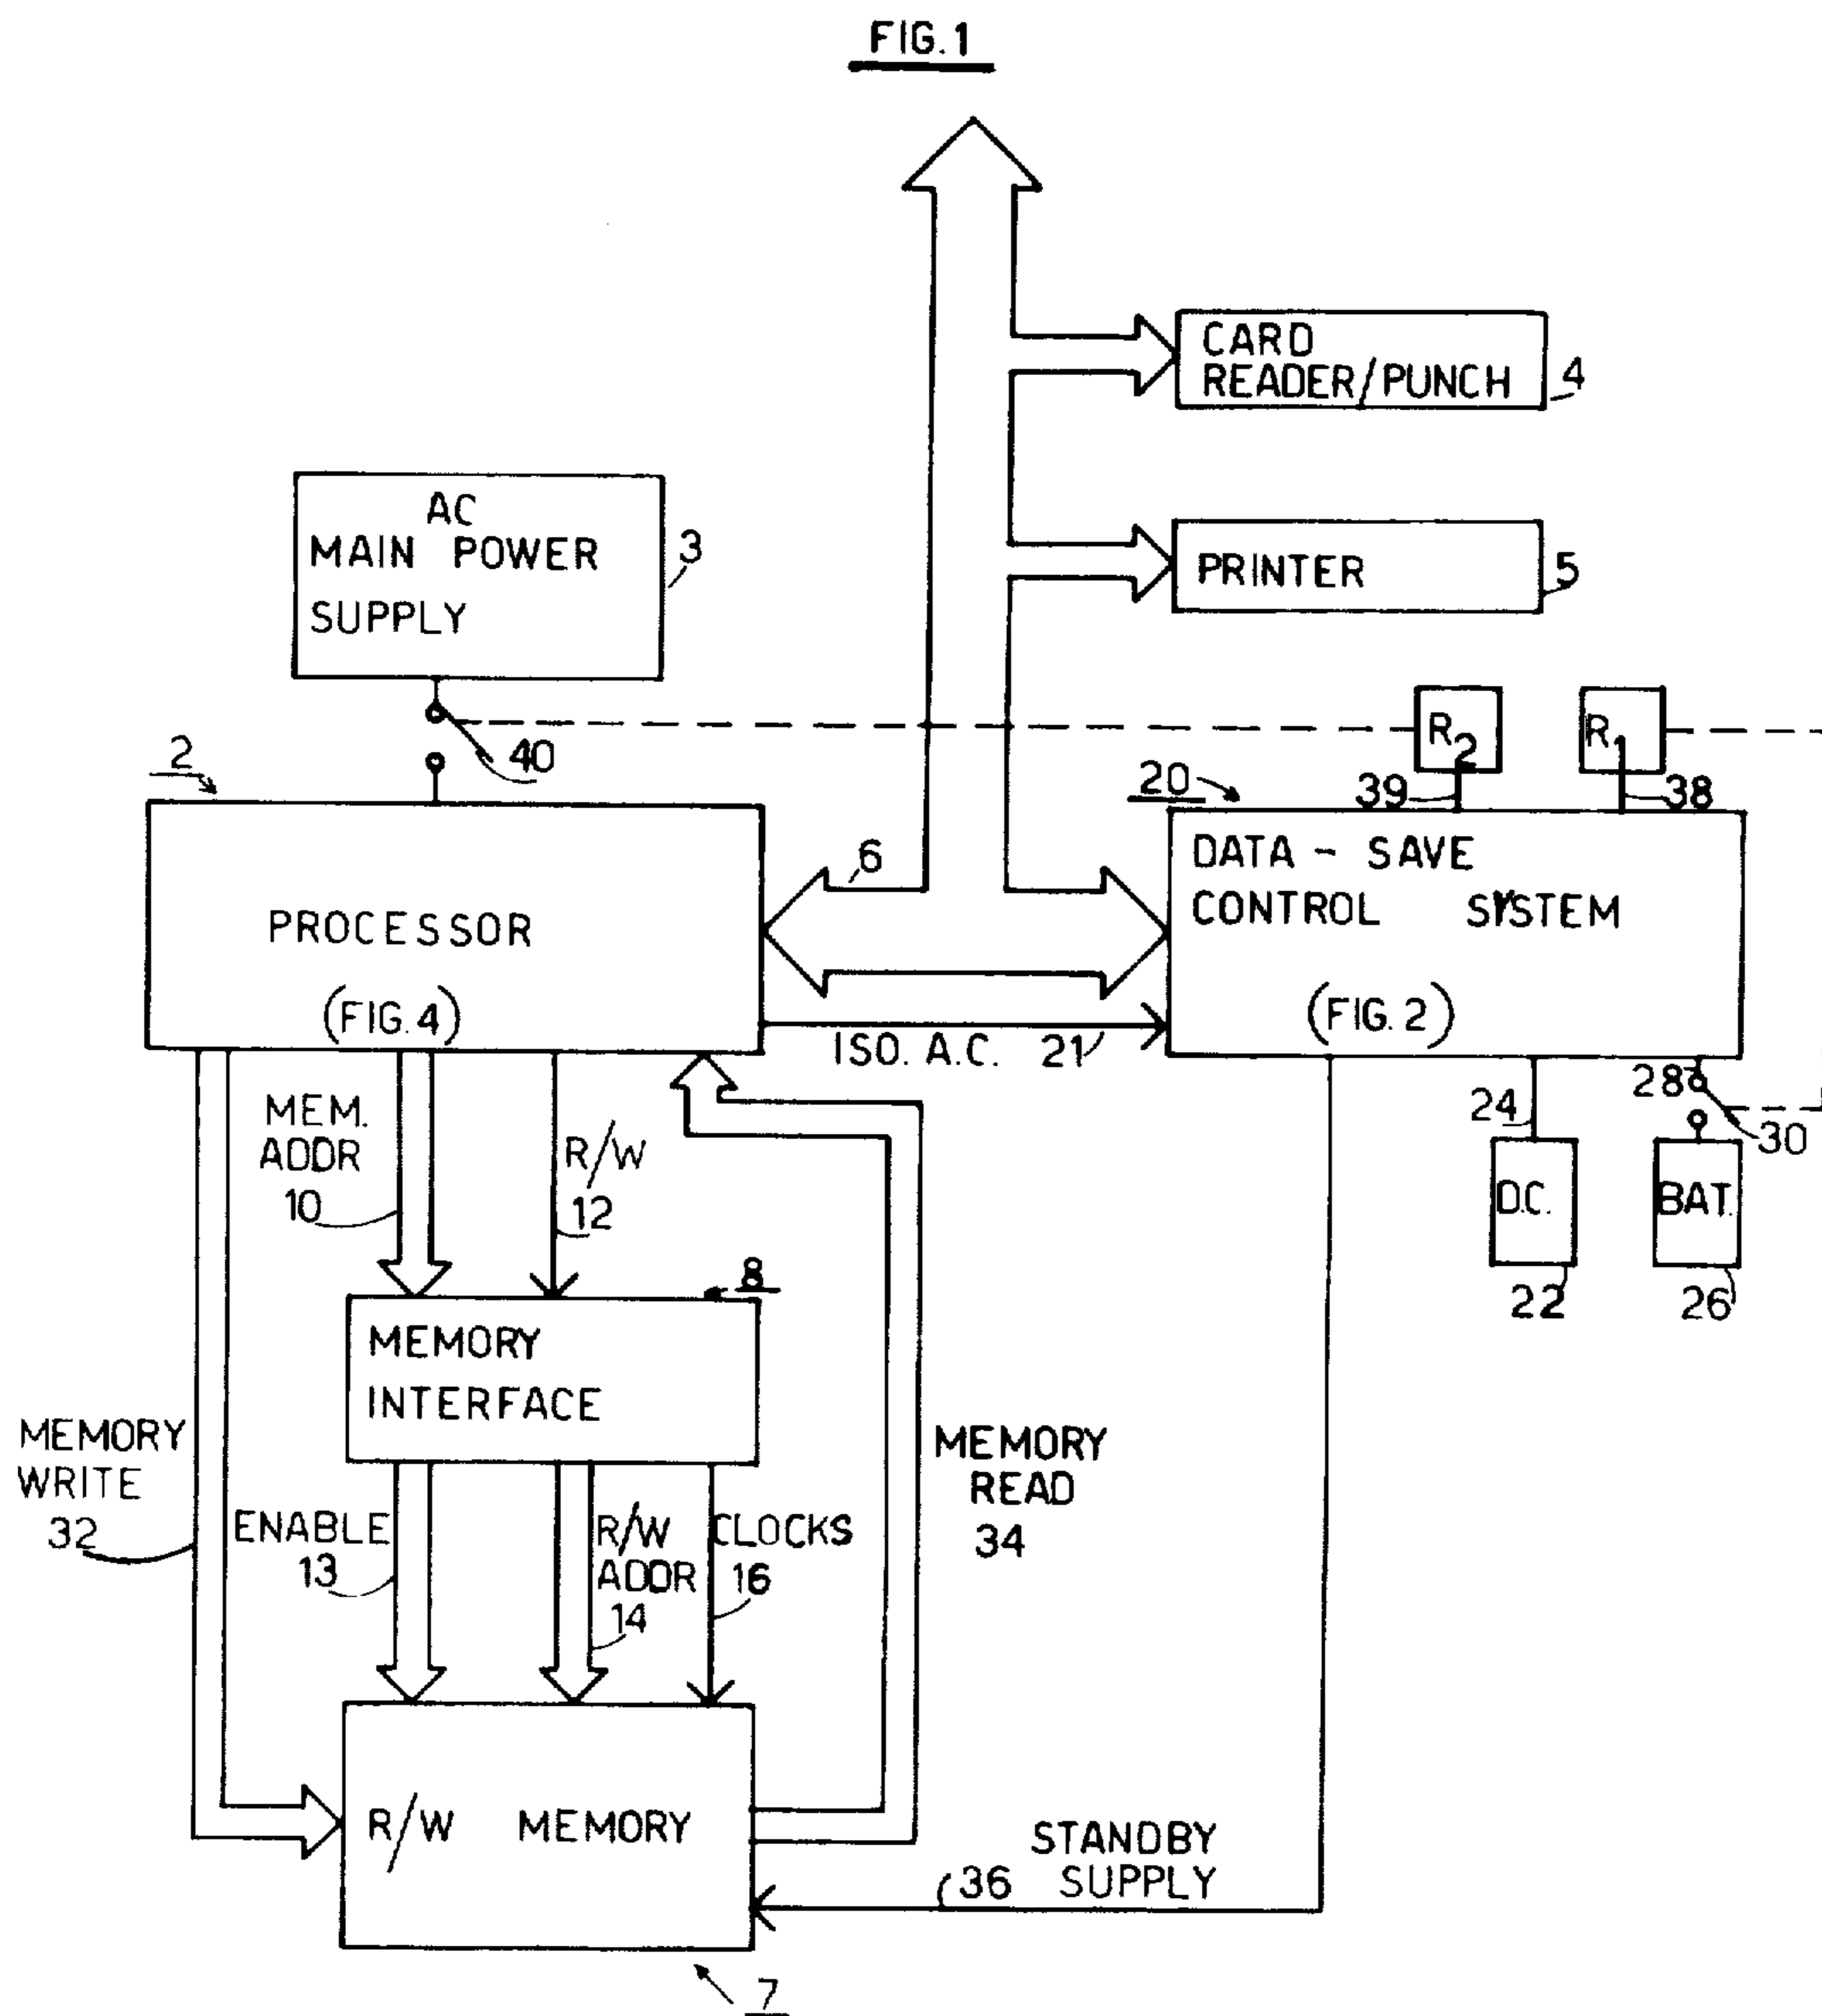 FIG.1
CARD
READER/PUNCH
4
AC
MAIN POWER
SUPPLY
3
PRINTER
5
R2
R1
40
2
39
38
20
6
DATA - SAVE
CONTROL SYSTEM
(FIG. 2)
PROCESSOR
(FIG. 4)
ISO. A.C. 21
28
24
30
MEM.
ADDR
10
R/W
12
D.C.
BAT.
22
26
8
MEMORY
INTERFACE
MEMORY
WRITE
32
MEMORY
READ
34
ENABLE
13
R/W
ADDR
14
CLOCKS
16
R/W MEMORY
STANDBY
SUPPLY
36
7